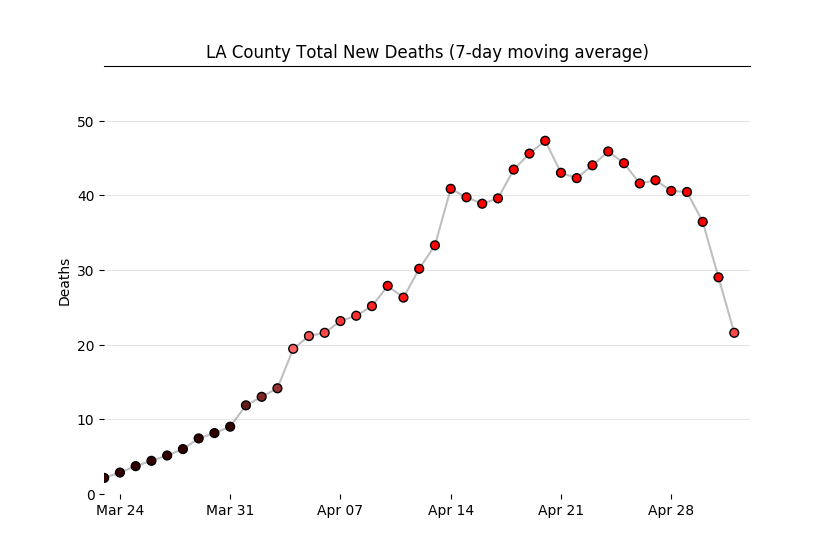 LA County Total New Deaths (7-day moving average)
50
40
30
20
10
0
Deaths
Mar 24 Mar 31 Apr 07 Apr 14 Apr 21 Apr 28